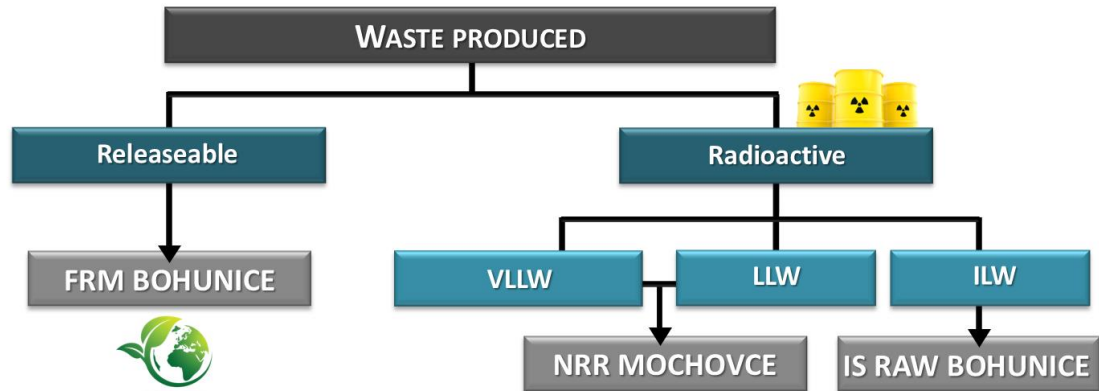 WASTE PRODUCED
Releaseable
Radioactive
FRM BOHUNICE
VLLW
LLW
ILW
NRR MOCHOVCE
IS RAW BOHUNICE